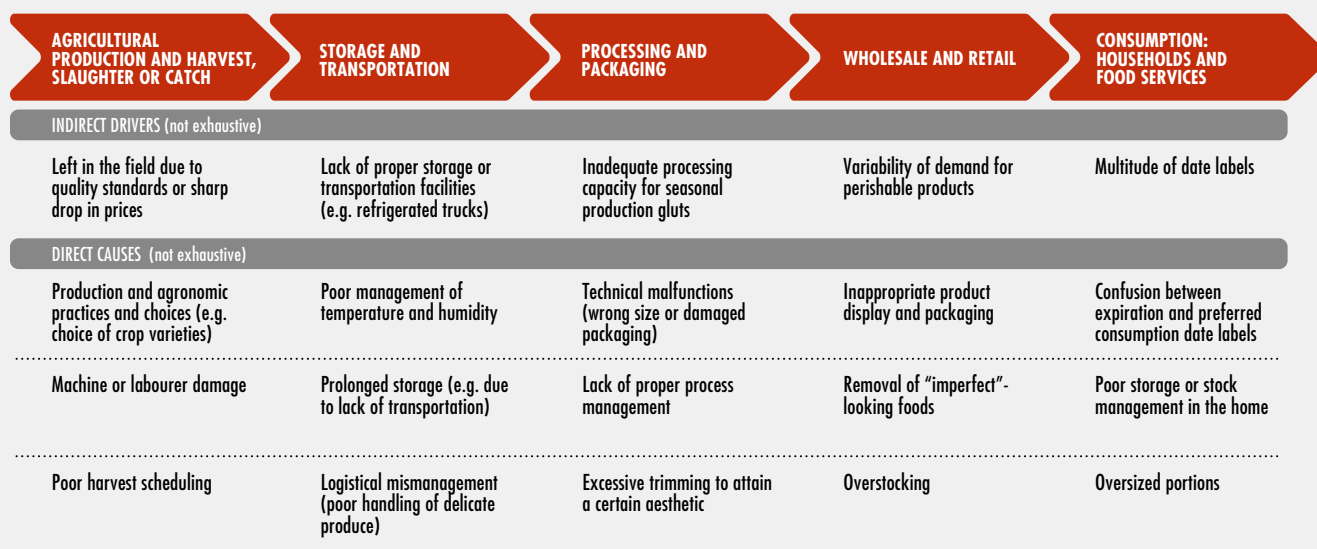 AGRICULTURAL
PRODUCTION AND HARVEST,
SLAUGHTER OR CATCH
STORAGE AND
TRANSPORTATION
PROCESSING AND
PACKAGING
WHOLESALE AND RETAIL
CONSUMPTION:
HOUSEHOLDS AND
FOOD SERVICES
INDIRECT DRIVERS (not exhaustive)
Left in the field due to
quality standards or sharp
drop in prices
Lack of proper storage or
transportation facilities
(e.g. refrigerated trucks)
Inadequate processing
capacity for seasonal
production gluts
Variability of demand for
perishable products
Multitude of date labels
DIRECT CAUSES (not exhaustive)
Production and agronomic
practices and choices (e.g.
choice of crop varieties)
Poor management of
temperature and humidity
Technical malfunctions
(wrong size or damaged
packaging)
Inappropriate product
display and packaging
Confusion between
expiration and preferred
consumption date labels
Machine or labourer damage
Prolonged storage (e.g. due
to lack of transportation)
Lack of proper process
management
Removal of “imperfect”-
looking foods
Poor storage or stock
management in the home
Poor harvest scheduling
Logistical mismanagement
(poor handling of delicate
produce)
Excessive trimming to attain
a certain aesthetic
Overstocking
Oversized portions